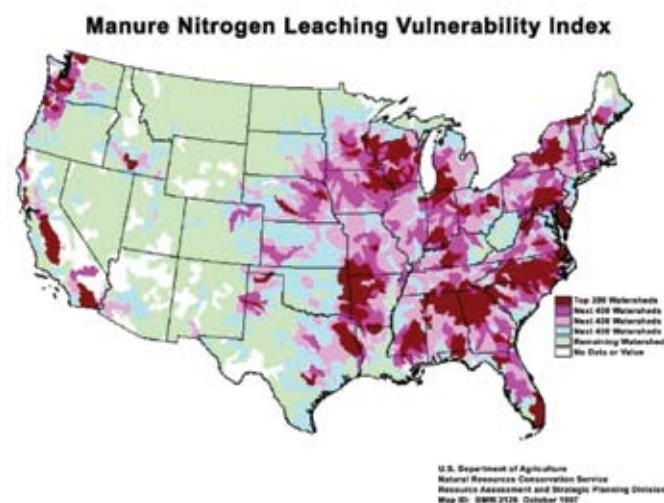 Manure Nitrogen Leaching Vulnerability Index
Top 200 Watersheds
Next 400 Watersheds
Next 400 Watersheds
Next 400 Watersheds
Remaining Watershed
No Data or Value
U.S. Department of Agriculture
Natural Resources Conservation Service
Resource Assessment and Strategic Planning Division
Map ID: October 1997